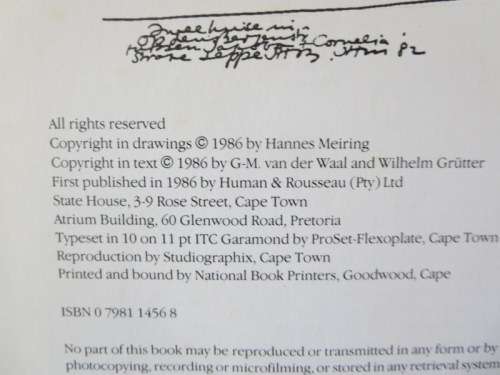 Cornelia
82
All rights reserved
Copyright in drawings © 1986 by Hannes Meiring
Copyright in text © 1986 by G-M. van der Waal and Wilhelm Grütter
First published in 1986 by Human & Rousseau (Pty) Ltd
State House, 3-9 Rose Street, Cape Town
Atrium Building, 60 Glenwood Road, Pretoria
Typeset in 10 on 11 pt ITC Garamond by ProSet-Flexoplate, Cape Town
Reproduction by Studiographix, Cape Town
Printed and bound by National Book Printers, Goodwood, Cape
ISBN 0 7981 1456 8
No part of this book may be reproduced or transmitted in any form or by
photocopying, recording or microfilming, or stored in any retrieval system